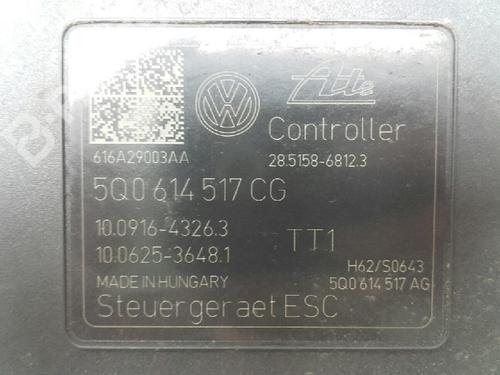 Ate
Controller
616A29003AA
28.5158-6812.3
5Q0 614 517 CG
10.0916-4326.3
TT1
10.0625-3648.1
H62/S0643
MADE IN HUNGARY
5Q0 614 517 AG
Steuergeraet ESC